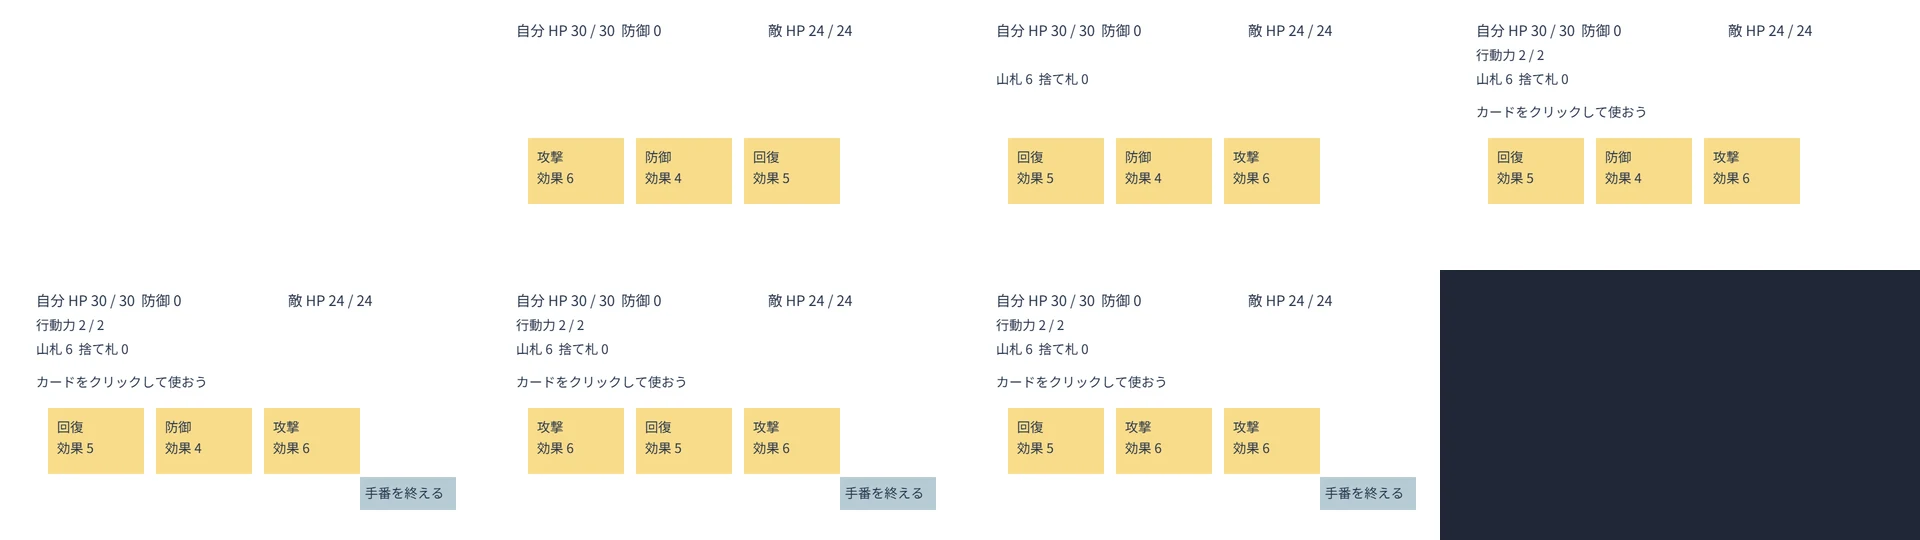 自分 HP 30 / 30 防御 0
敵 HP 24 / 24
攻撃
効果 6
防御
効果 4
回復
効果 5
自分 HP 30 / 30 防御 0
敵 HP 24 / 24
山札 6 捨て札 0
回復
効果 5
防御
効果 4
攻撃
効果 6
自分 HP 30 / 30 防御 0
敵 HP 24 / 24
行動力 2 / 2
山札 6 捨て札 0
カードをクリックして使おう
回復
効果 5
防御
効果 4
攻撃
効果 6
自分 HP 30 / 30 防御 0
敵 HP 24 / 24
行動力 2 / 2
山札 6 捨て札 0
カードをクリックして使おう
回復
効果 5
防御
効果 4
攻撃
効果 6
手番を終える
自分 HP 30 / 30 防御 0
敵 HP 24 / 24
行動力 2 / 2
山札 6 捨て札 0
カードをクリックして使おう
攻撃
効果 6
回復
効果 5
攻撃
効果 6
手番を終える
自分 HP 30 / 30 防御 0
敵 HP 24 / 24
行動力 2 / 2
山札 6 捨て札 0
カードをクリックして使おう
回復
効果 5
攻撃
効果 6
攻撃
効果 6
手番を終える